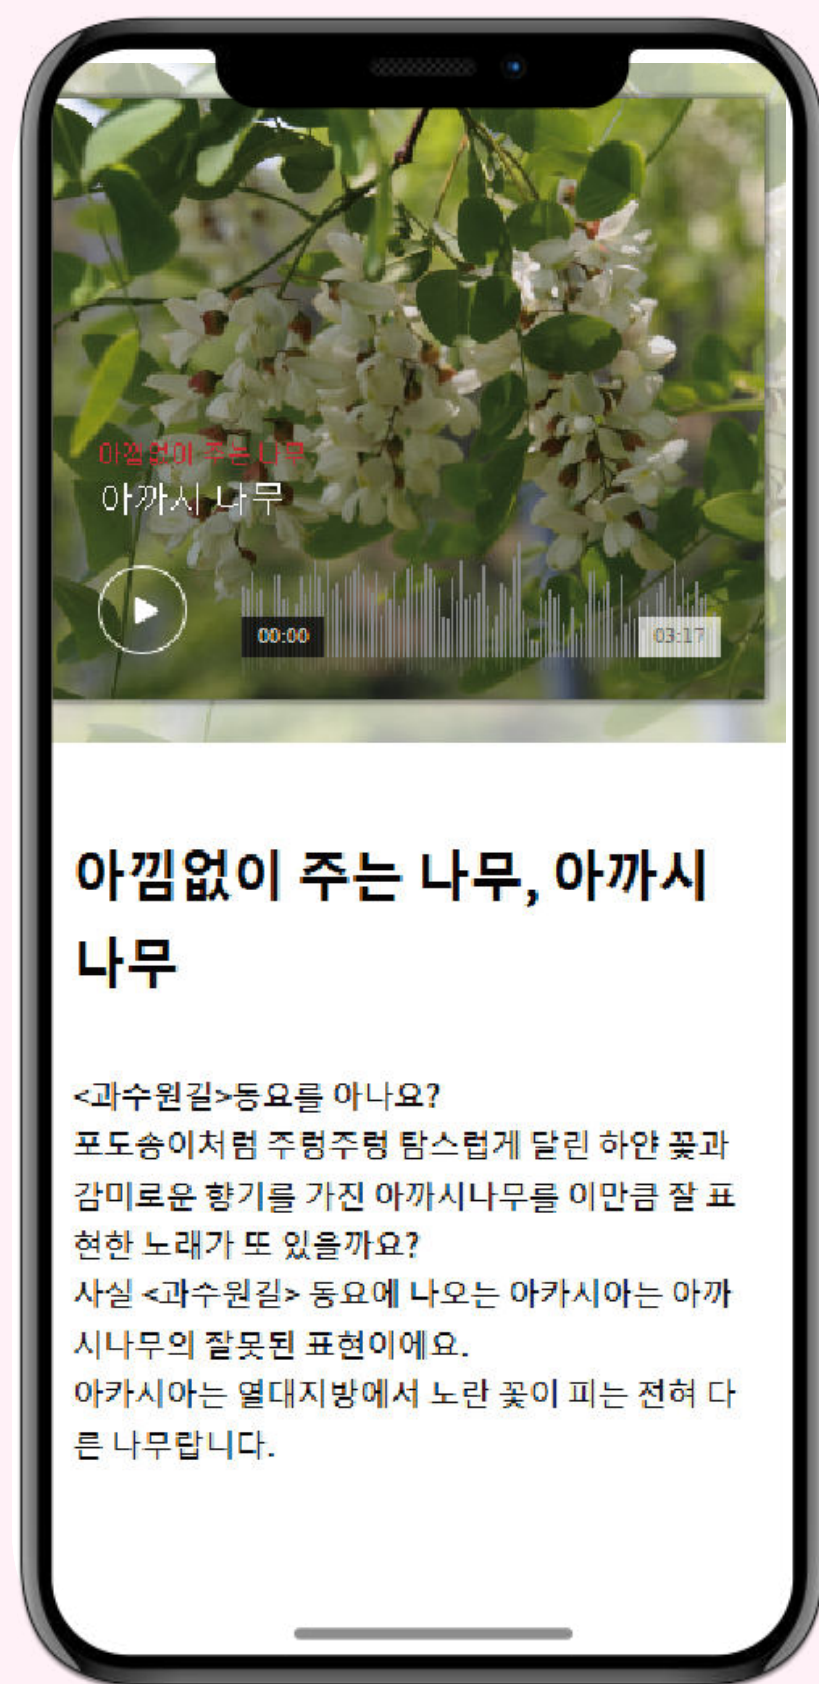 아낌없이 주는 나무
아까시 나무
00:00
03:17
아낌없이 주는 나무, 아까시
나무
<과수원길>동요를 아나요?
포도송이처럼 주렁주렁 탐스럽게 달린 하얀 꽃과
감미로운 향기를 가진 아까시나무를 이만큼 잘 표
현한 노래가 또 있을까요?
사실 <과수원길> 동요에 나오는 아카시아는 아까
시나무의 잘못된 표현이에요.
아카시아는 열대지방에서 노란 꽃이 피는 전혀 다
른 나무랍니다.